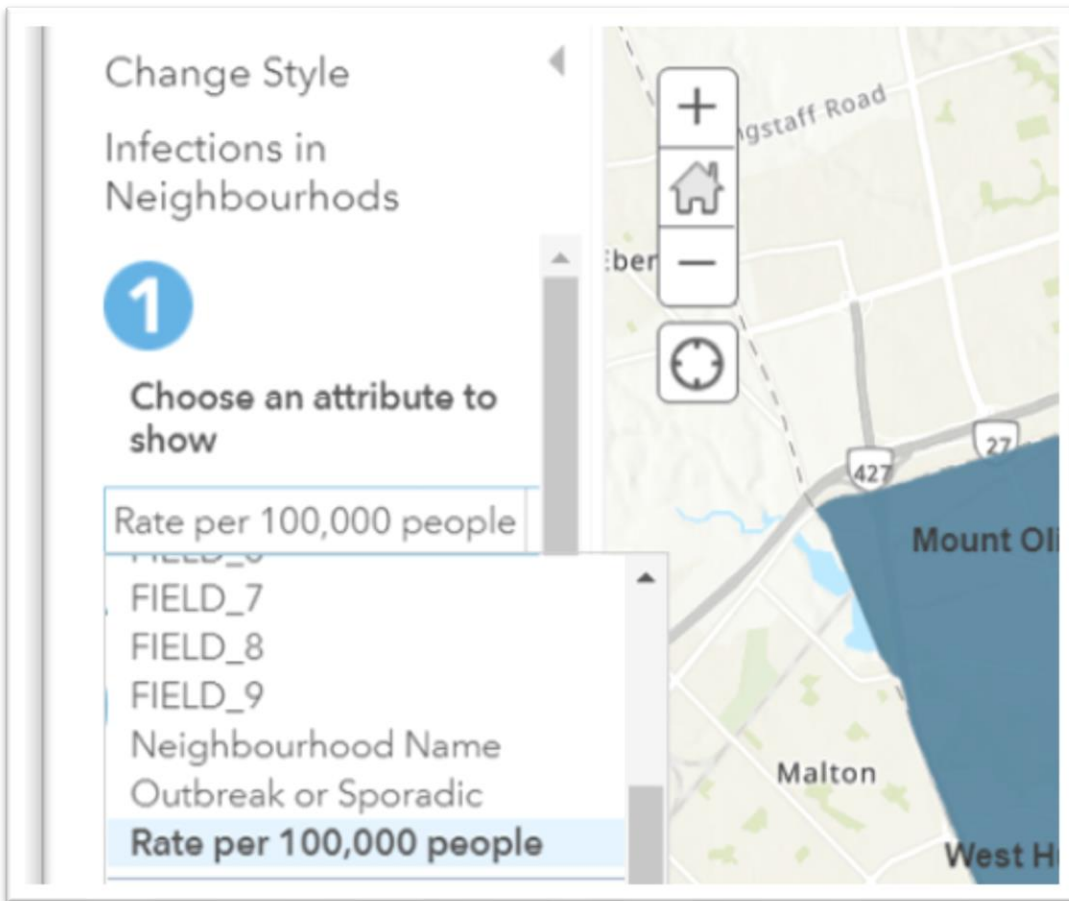 Change Style
Infections in
Neighbourhods
1
Choose an attribute to
show
Rate per 100,000 people
FIELD_7
FIELD_8
FIELD_9
Neighbourhood Name
Outbreak or Sporadic
Rate per 100,000 people
+
gstaff Road
−
427
27
Mount Oli
Malton
West H